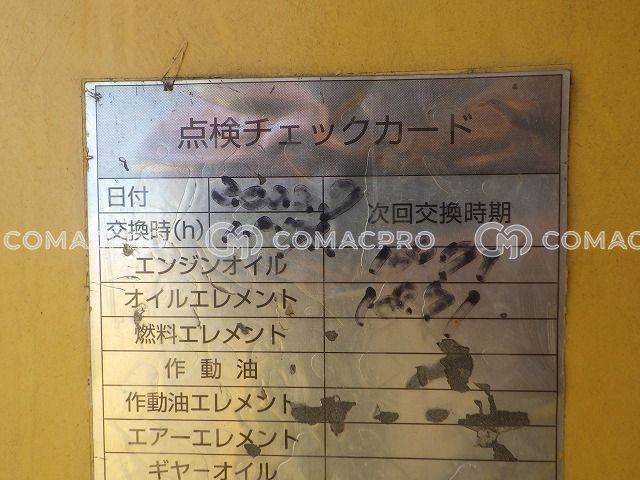 点検チェックカード
日付
次回交換時期
交換時(h)
COMACPRO COMACPRO COMACPRO
エンジンオイル
オイルエレメント
燃料エレメント
作動油
作動油エレメント
エアーエレメント
ギヤーオイル